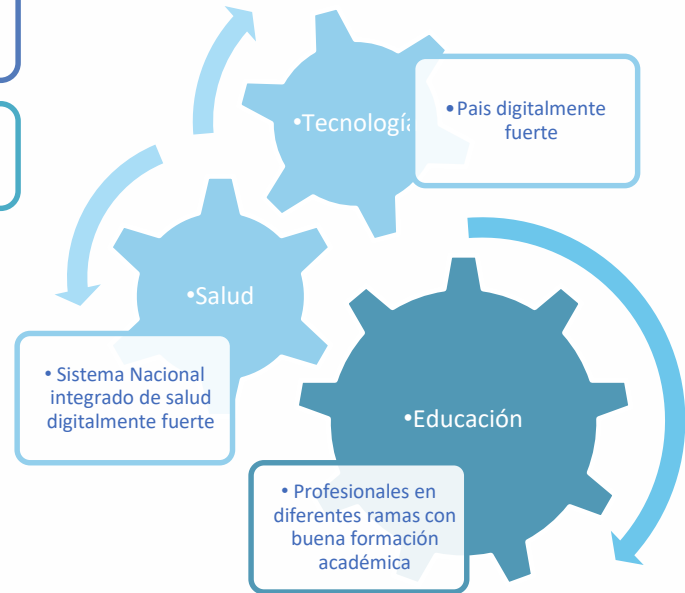 •Tecnología
•Pais digitalmente
fuerte
•Salud
• Sistema Nacional
integrado de salud
digitalmente fuerte
•Educación
• Profesionales en
diferentes ramas con
buena formación
académica